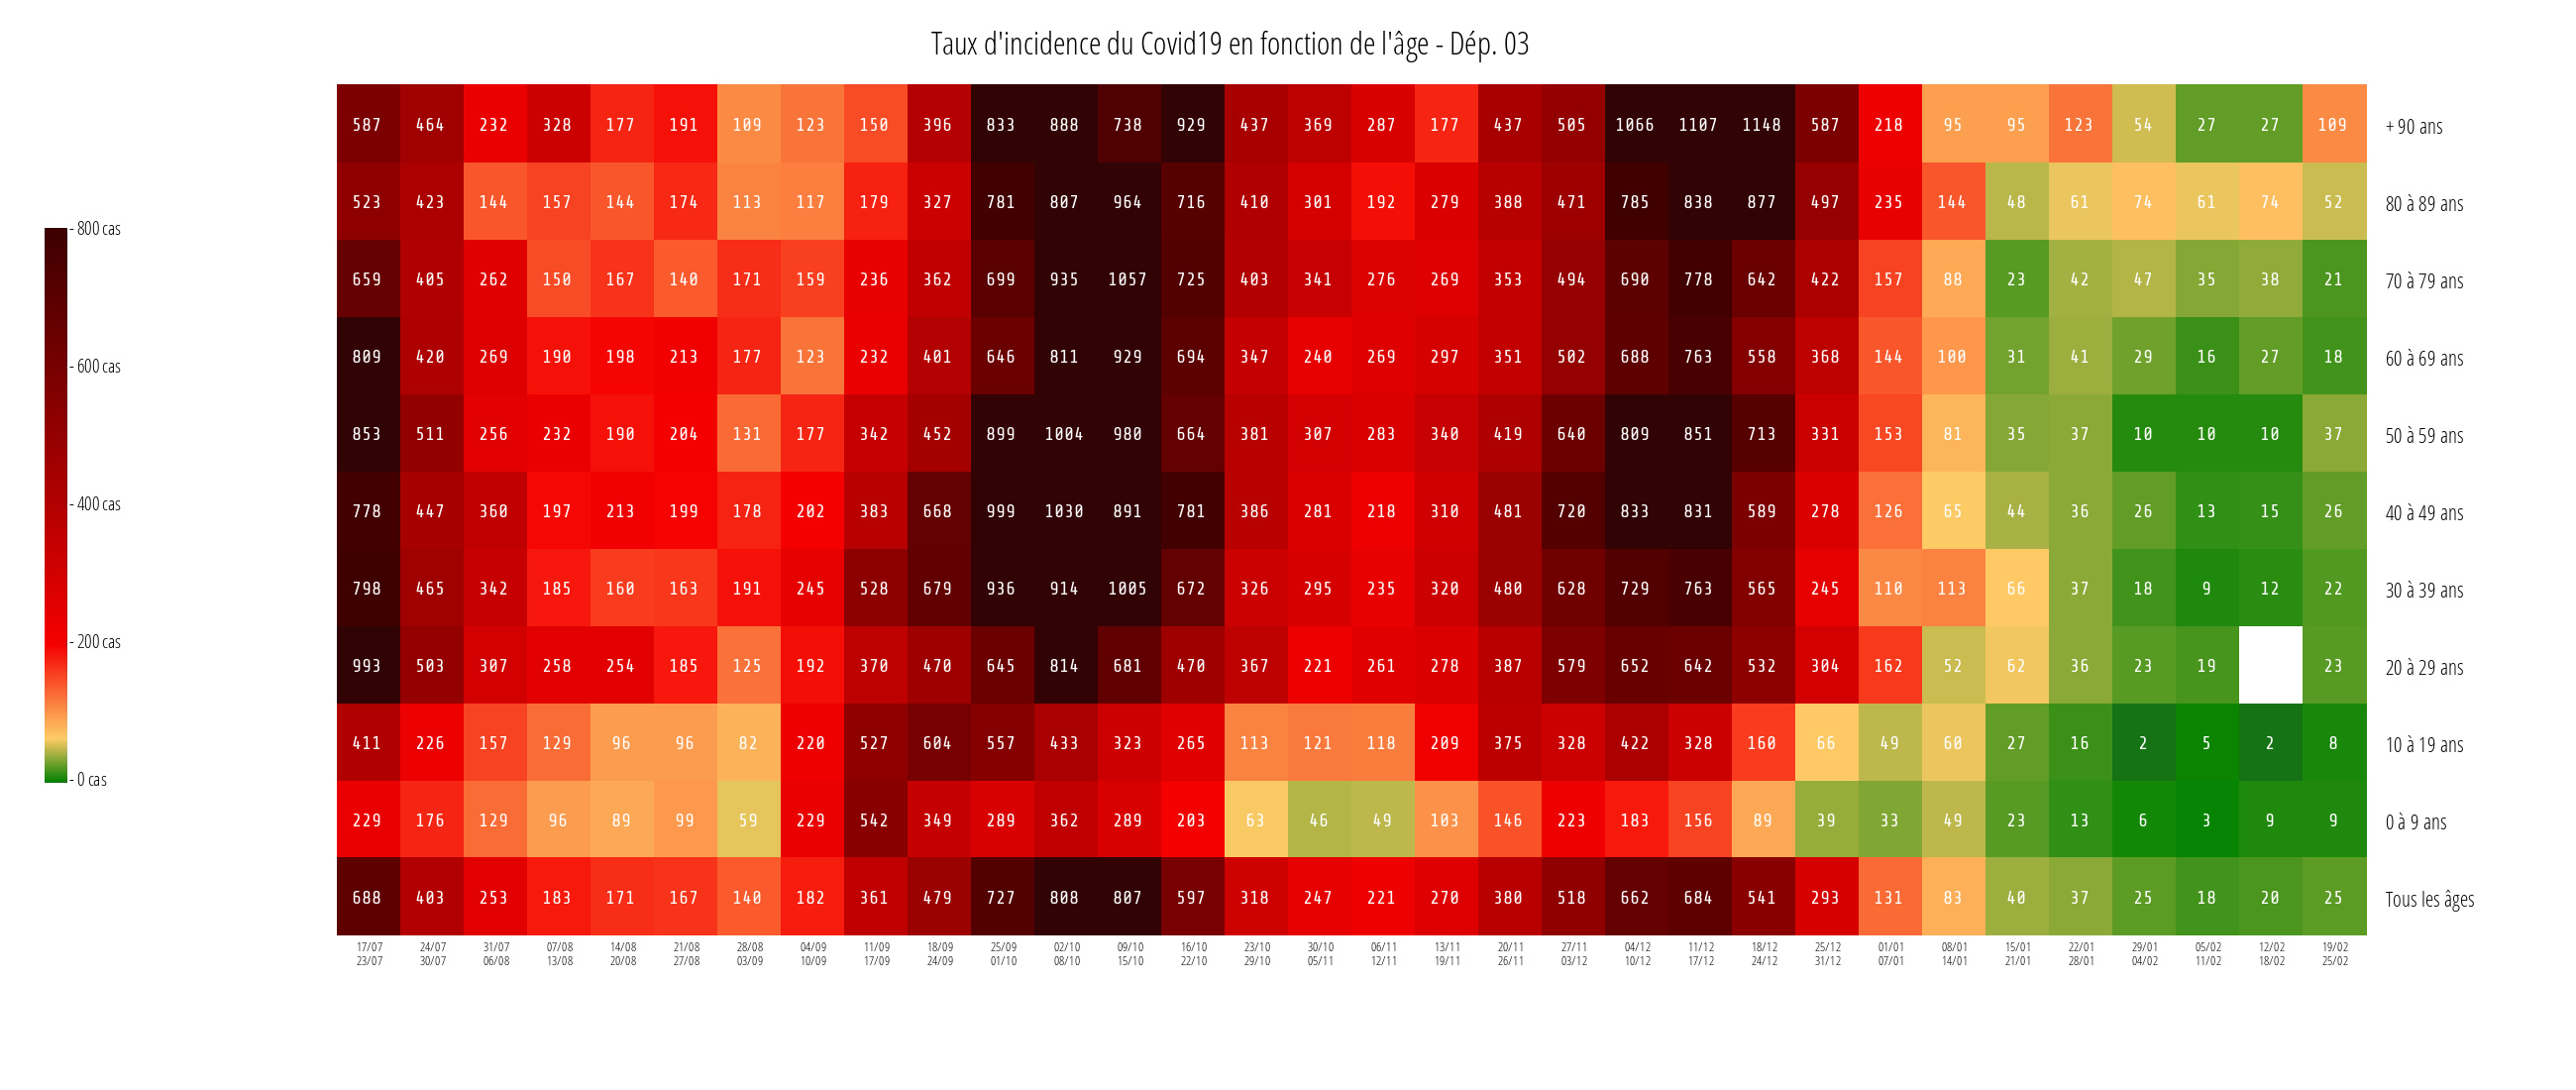 Taux d'incidence du Covid19 en fonction de l'âge - Dép. 03
- 800 cas
- 600 cas
- 400 cas
- 200 cas
- 0 cas
587 464 232 328 177 191 109 123 150 396 833 888 738 929 437 369 287 177 437 505 1066 1107 1148 587 218 95 95 123 54 27 27 109 + 90 ans
523 423 144 157 144 174 113 117 179 327 781 807 964 716 410 301 192 279 388 471 785 838 877 497 235 144 48 61 74 61 74 52 80 à 89 ans
659 405 262 150 167 140 171 159 236 362 699 935 1057 725 403 341 276 269 353 494 690 778 642 422 157 88 23 42 47 35 38 21 70 à 79 ans
809 420 269 190 198 213 177 123 232 401 646 811 929 694 347 240 269 297 351 502 688 763 558 368 144 100 31 41 29 16 27 18 60 à 69 ans
853 511 256 232 190 204 131 177 342 452 899 1004 980 664 381 307 283 340 419 640 809 851 713 331 153 81 35 37 10 10 10 37 50 à 59 ans
778 447 360 197 213 199 178 202 383 668 999 1030 891 781 386 281 218 310 481 720 833 831 589 278 126 65 44 36 26 13 15 26 40 à 49 ans
798 465 342 185 160 163 191 245 528 679 936 914 1005 672 326 295 235 320 480 628 729 763 565 245 110 113 66 37 18 9 12 22 30 à 39 ans
993 503 307 258 254 185 125 192 370 470 645 814 681 470 367 221 261 278 387 579 652 642 532 304 162 52 62 36 23 19 23 20 à 29 ans
411 226 157 129 96 96 82 220 527 604 557 433 323 265 113 121 118 209 375 328 422 328 160 66 49 60 27 16 2 5 2 8 10 à 19 ans
229 176 129 96 89 99 59 229 542 349 289 362 289 203 63 46 49 103 146 223 183 156 89 39 33 49 23 13 6 3 9 9 0 à 9 ans
688 403 253 183 171 167 140 182 361 479 727 808 807 597 318 247 221 270 380 518 662 684 541 293 131 83 40 37 25 18 20 25 Tous les âges
17/07 24/07 31/07 07/08 14/08 21/08 28/08 04/09 11/09 18/09 25/09 02/10 09/10 16/10 23/10 30/10 06/11 13/11 20/11 27/11 04/12 11/12 18/12 25/12 01/01 08/01 15/01 22/01 29/01 05/02 12/02 19/02
23/07 30/07 06/08 13/08 20/08 27/08 03/09 10/09 17/09 24/09 01/10 08/10 15/10 22/10 29/10 05/11 12/11 19/11 26/11 03/12 10/12 17/12 24/12 31/12 07/01 14/01 21/01 28/01 04/02 11/02 18/02 25/02